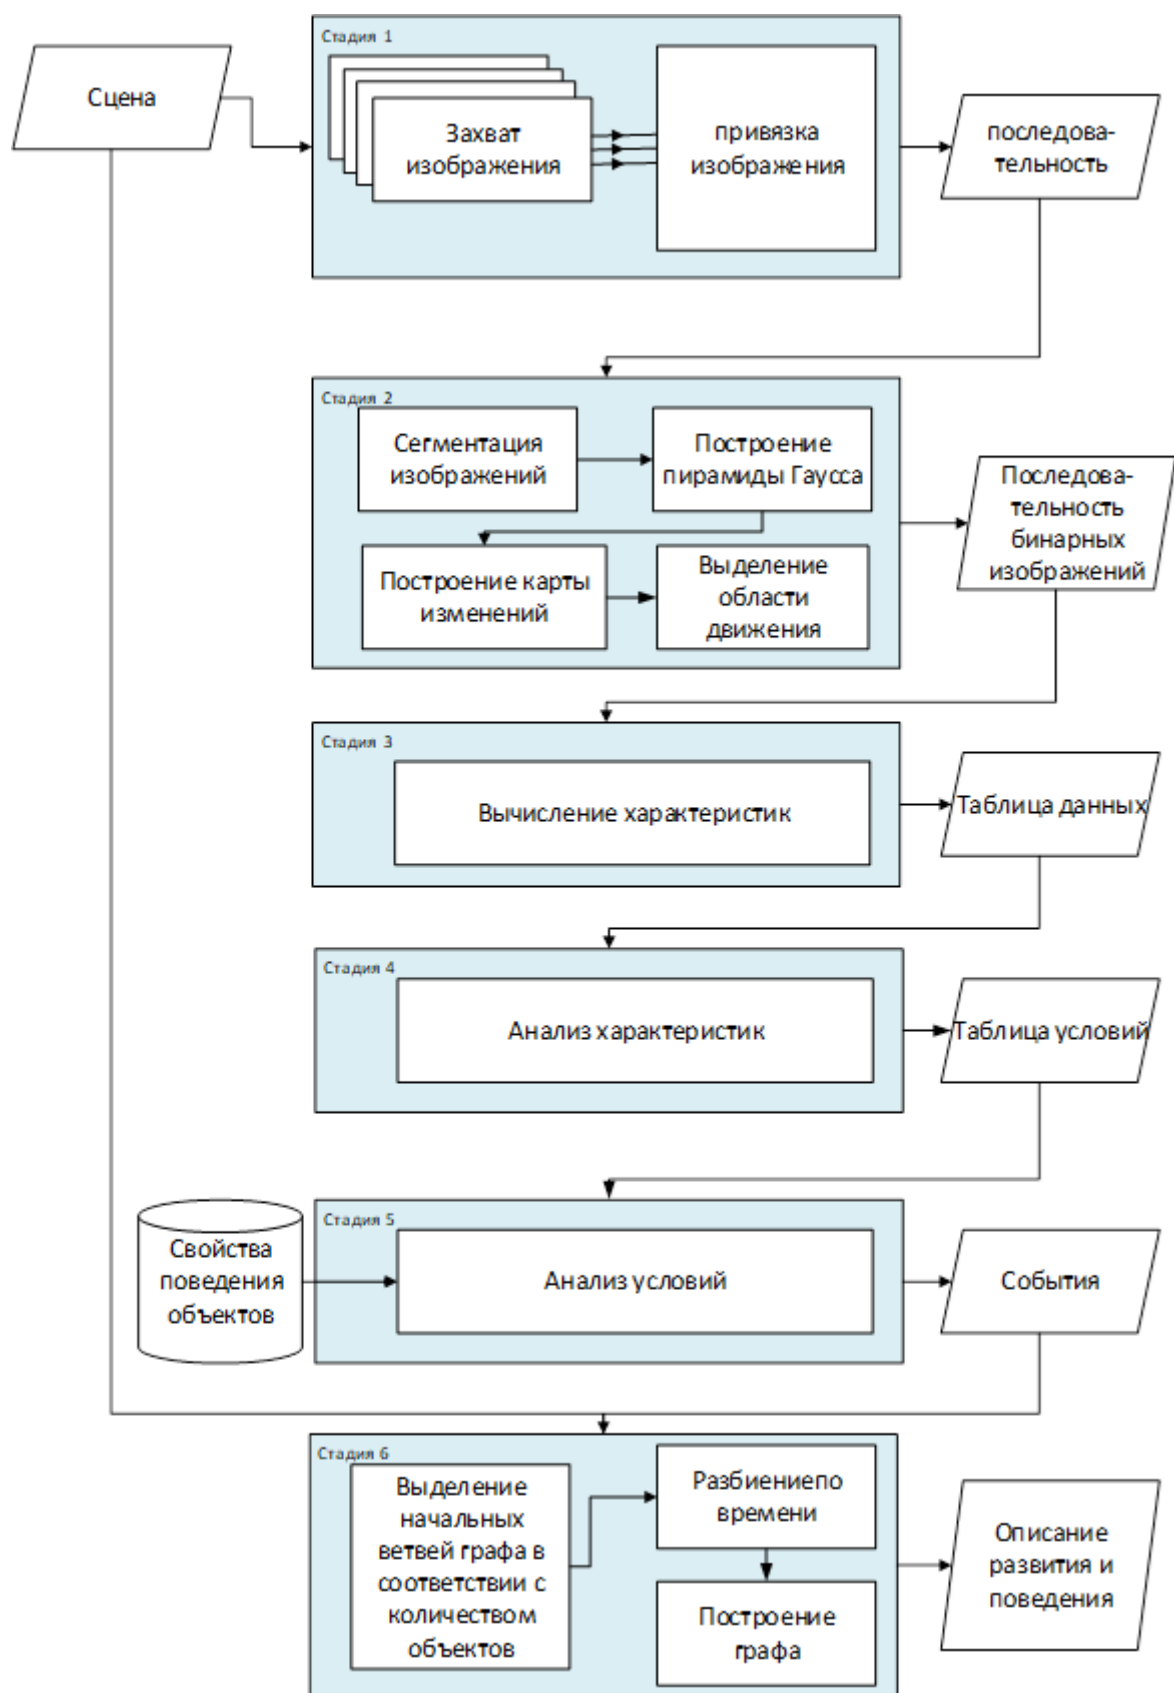 Стадия 1
Сцена
Захват
изображения
привязка
изображения
последова-
тельность
Стадия 2
Сегментация
изображений
Построение
пирамиды Гаусса
Построение карты
изменений
Выделение
области
движения
Последова-
тельность
бинарных
изображений
Стадия 3
Вычисление характеристик
Таблица данных
Стадия 4
Анализ характеристик
Таблица условий
Свойства
поведения
объектов
Стадия 5
Анализ условий
События
Стадия 6
Выделение
начальных
ветвей графа в
соответствии с
количеством
объектов
Разбиениепо
времени
Построение
графа
Описание
развития и
поведения